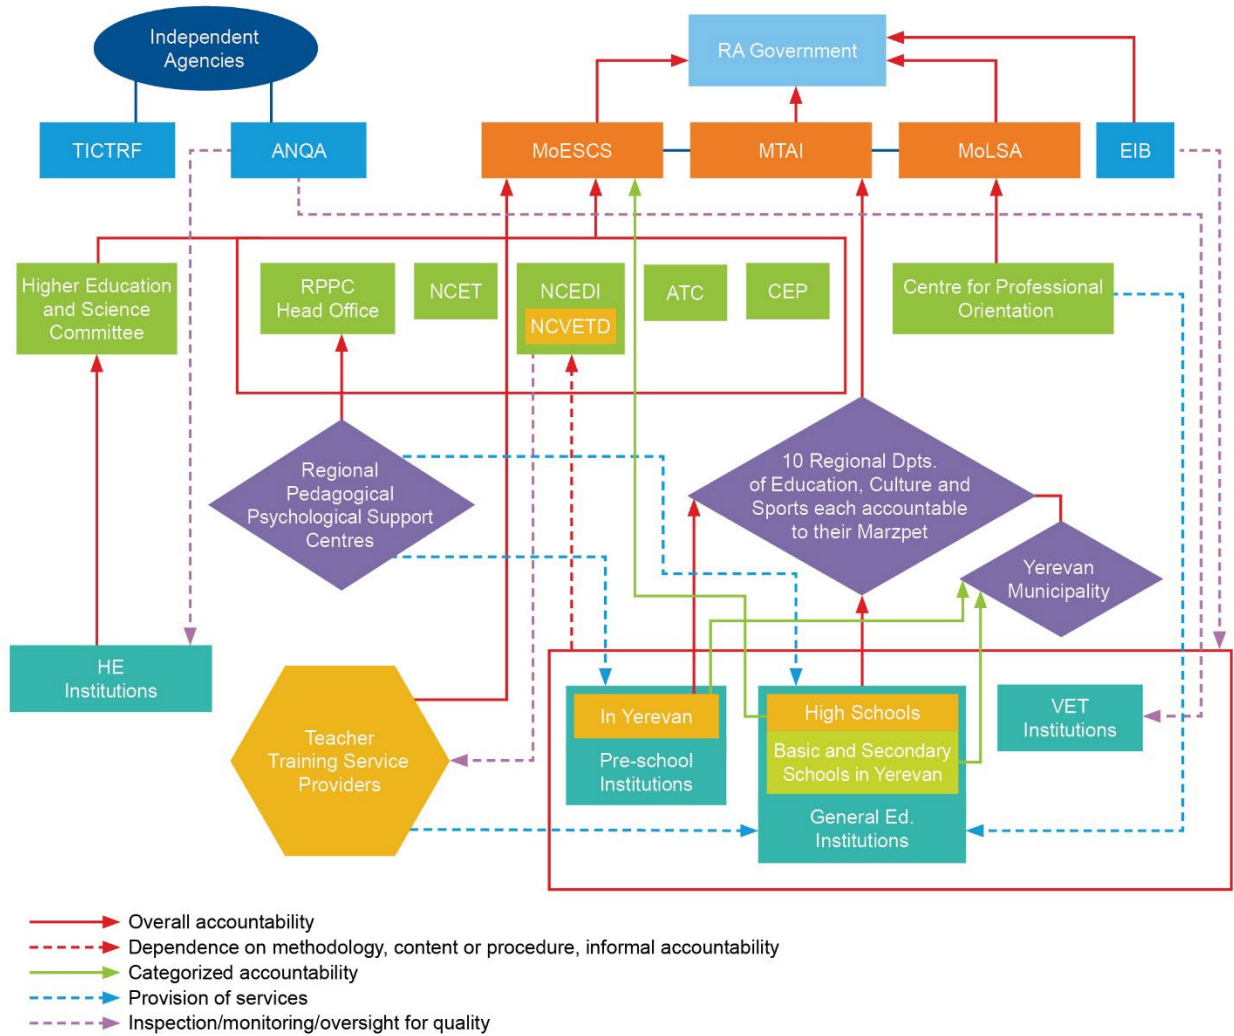 Independent
Agencies
RA Government
TICTRF
ANQA
MoESCS
MTAI
MoLSA
EIB
Higher Education
and Science
Committee
RPPC
Head Office
NCET
NCEDI
NCVETD
ATC
CEP
Centre for Professional
Orientation
Regional
Pedagogical
Psychological Support
Centres
10 Regional Dpts.
of Education, Culture and
Sports each accountable
to their Marzpet
Yerevan
Municipality
HE
Institutions
Teacher
Training Service
Providers
In Yerevan
Pre-school
Institutions
High Schools
Basic and Secondary
Schools in Yerevan
General Ed.
Institutions
VET
Institutions
Overall accountability
Dependence on methodology, content or procedure, informal accountability
Categorized accountability
Provision of services
Inspection/monitoring/oversight for quality